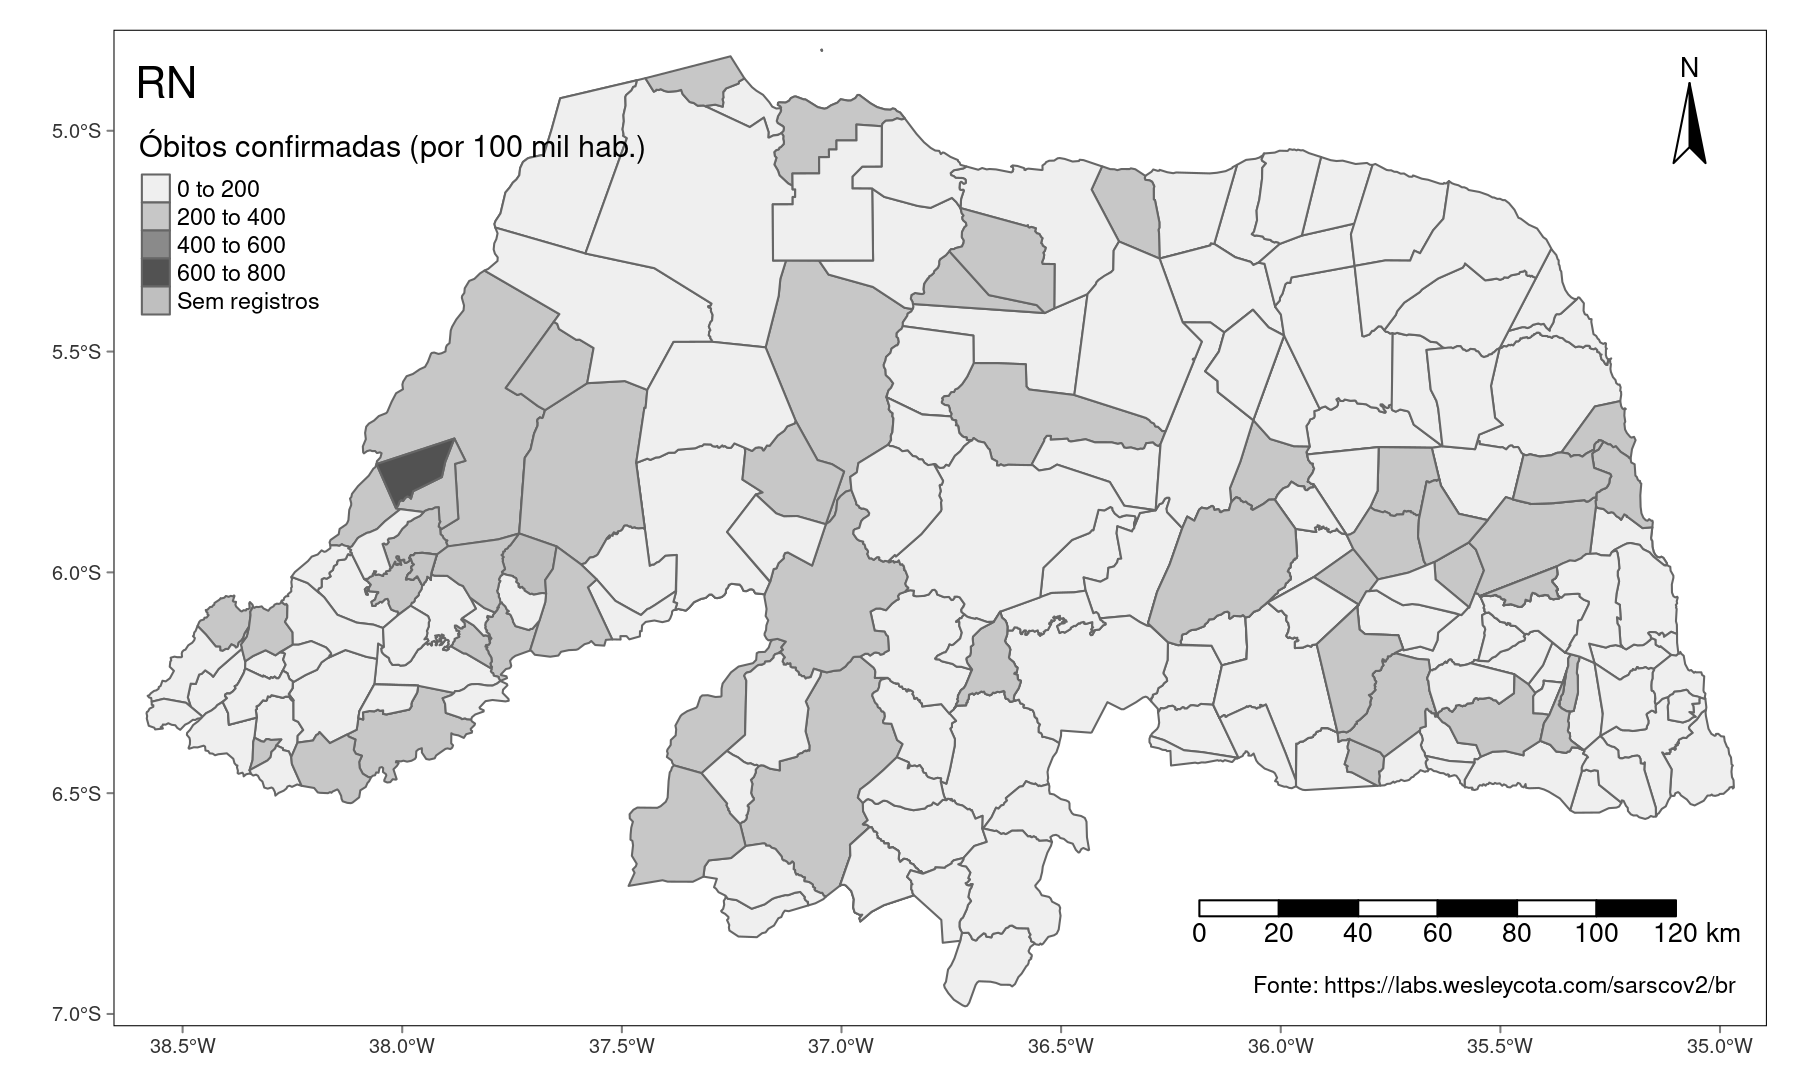 RN
N
Óbitos confirmadas (por 100 mil hab.)
0 to 200
200 to 400
400 to 600
600 to 800
Sem registros
5.0°S
5.5°S
6.0°S
6.5°S
7.0°S
0 20 40 60 80 100 120 km
Fonte: https://labs.wesleycota.com/sarscov2/br
38.5°W 38.0°W 37.5°W 37.0°W 36.5°W 36.0°W 35.5°W 35.0°W